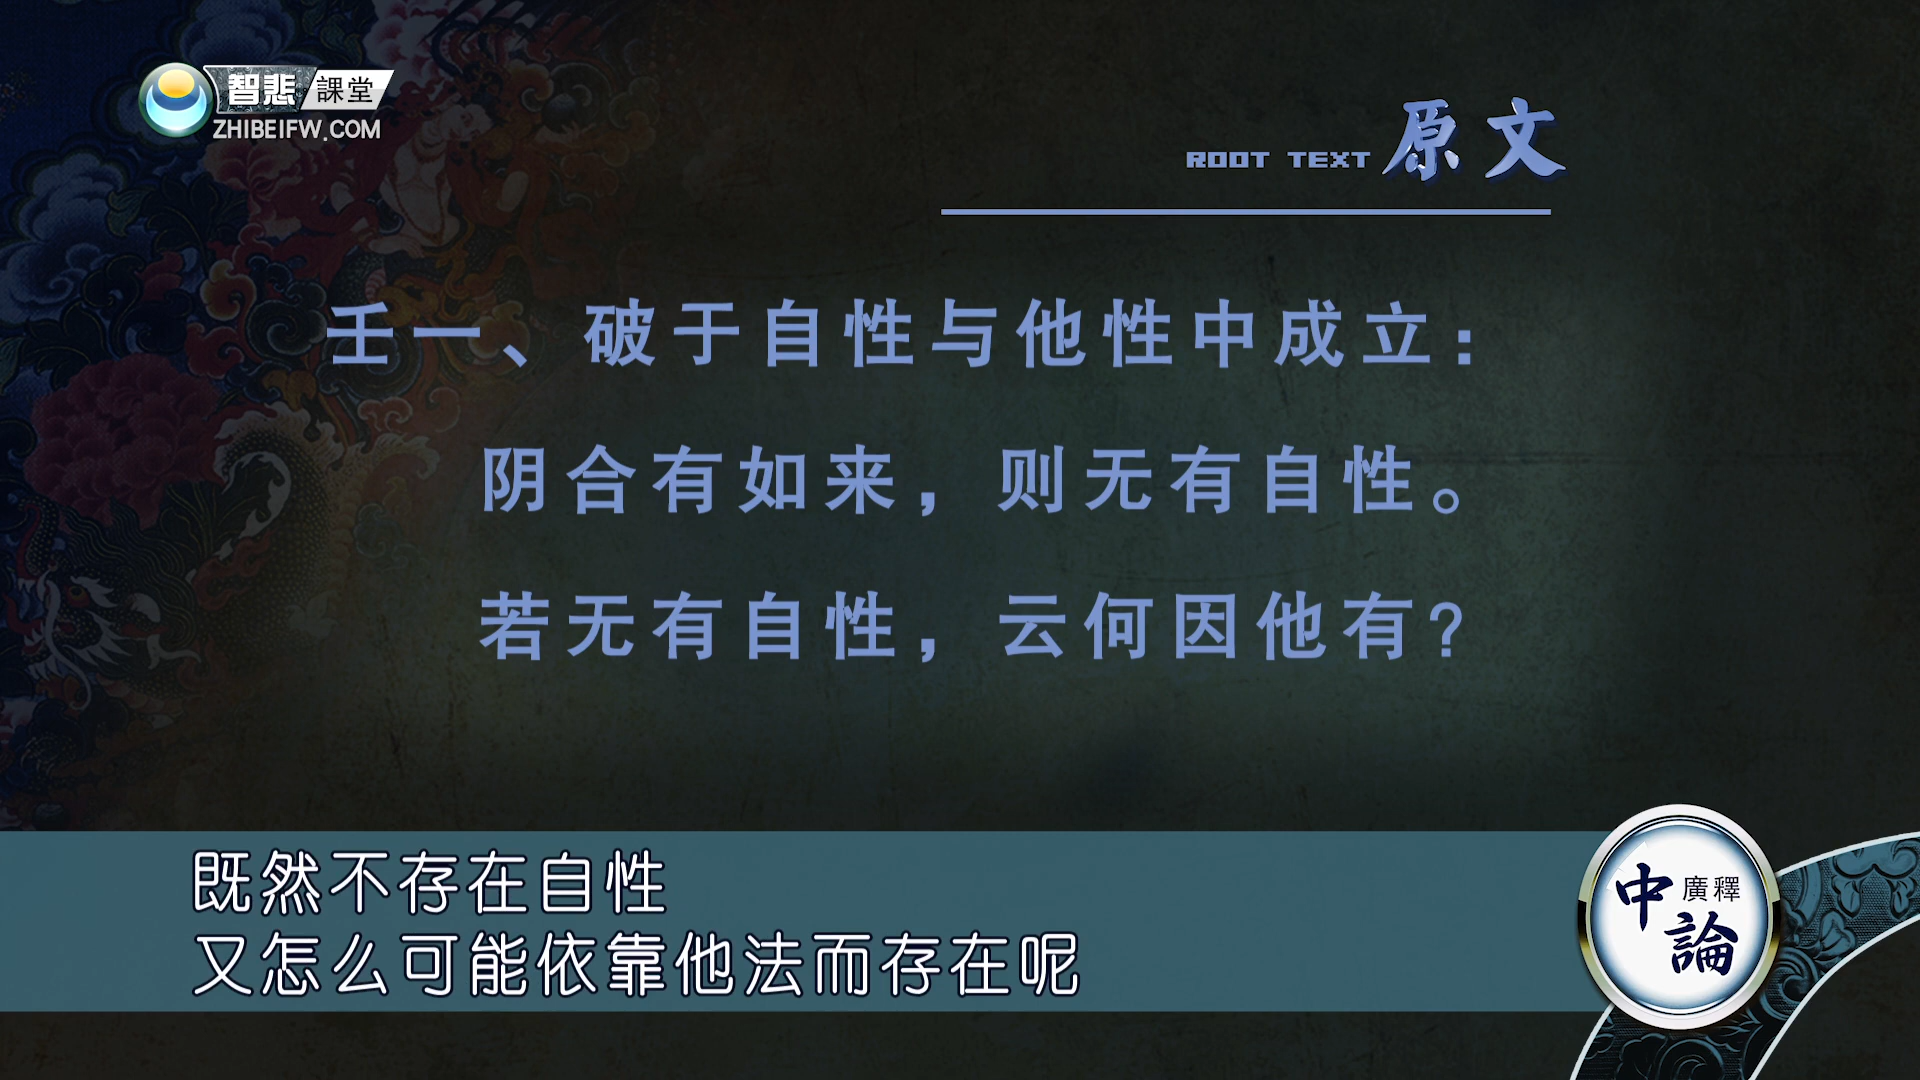 智悲課堂
ZHIBEIFW.COM
ROOT TEXT 原文
壬一、破于自性与他性中成立：
阴合有如来，则无有自性。
若无有自性，云何因他有？
既然不存在自性
又怎么可能依靠他法而存在呢
中論
廣釋